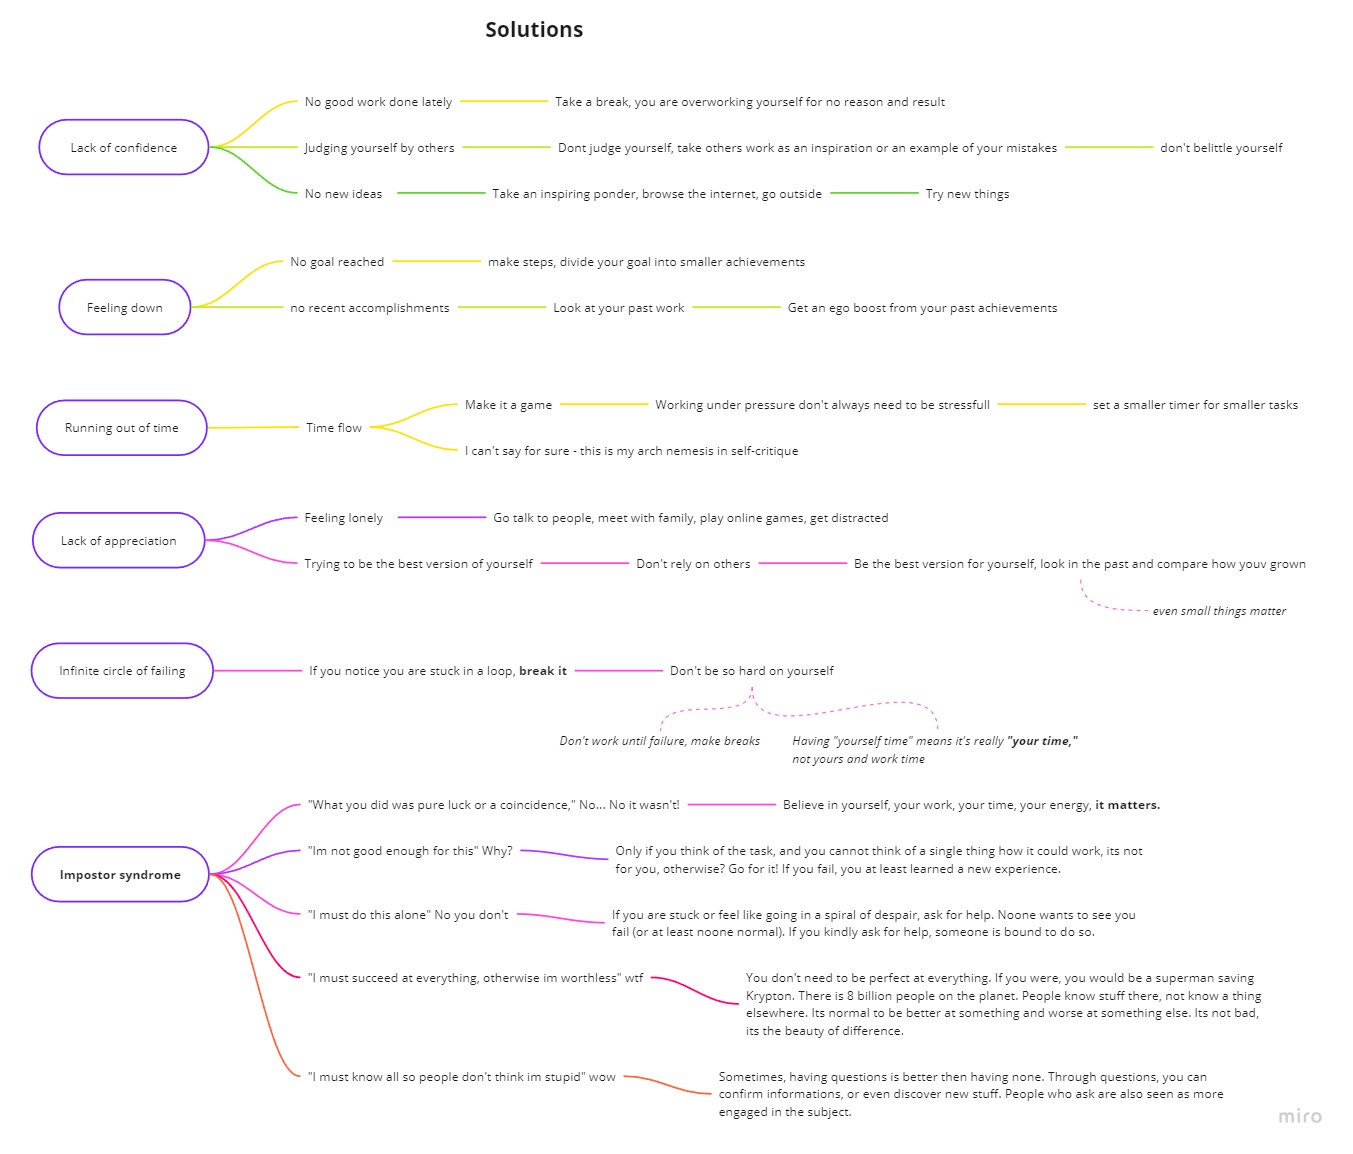 Solutions
Lack of confidence
No good work done lately
Take a break, you are overworking yourself for no reason and result
Judging yourself by others
Dont judge yourself, take others work as an inspiration or an example of your mistakes
don't belittle yourself
No new ideas
Take an inspiring ponder, browse the internet, go outside
Try new things
Feeling down
No goal reached
make steps, divide your goal into smaller achievements
no recent accomplishments
Look at your past work
Get an ego boost from your past achievements
Running out of time
Time flow
Make it a game
Working under pressure don't always need to be stressfull
set a smaller timer for smaller tasks
I can't say for sure - this is my arch nemesis in self-critique
Lack of appreciation
Feeling lonely
Go talk to people, meet with family, play online games, get distracted
Trying to be the best version of yourself
Don't rely on others
Be the best version for yourself, look in the past and compare how youv grown
even small things matter
Infinite circle of failing
If you notice you are stuck in a loop, break it
Don't be so hard on yourself
Don't work until failure, make breaks
Having "yourself time" means it's really "your time,"
not yours and work time
Impostor syndrome
"What you did was pure luck or a coincidence," No... No it wasn't!
Believe in yourself, your work, your time, your energy, it matters.
"Im not good enough for this" Why?
Only if you think of the task, and you cannot think of a single thing how it could work, its not
for you, otherwise? Go for it! If you fail, you at least learned a new experience.
"I must do this alone" No you don't
If you are stuck or feel like going in a spiral of despair, ask for help. Noone wants to see you
fail (or at least noone normal). If you kindly ask for help, someone is bound to do so.
"I must succeed at everything, otherwise im worthless" wtf
You don't need to be perfect at everything. If you were, you would be a superman saving
Krypton. There is 8 billion people on the planet. People know stuff there, not know a thing
elsewhere. Its normal to be better at something and worse at something else. Its not bad,
its the beauty of difference.
"I must know all so people don't think im stupid" wow
Sometimes, having questions is better then having none. Through questions, you can
confirm informations, or even discover new stuff. People who ask are also seen as more
engaged in the subject.
miro